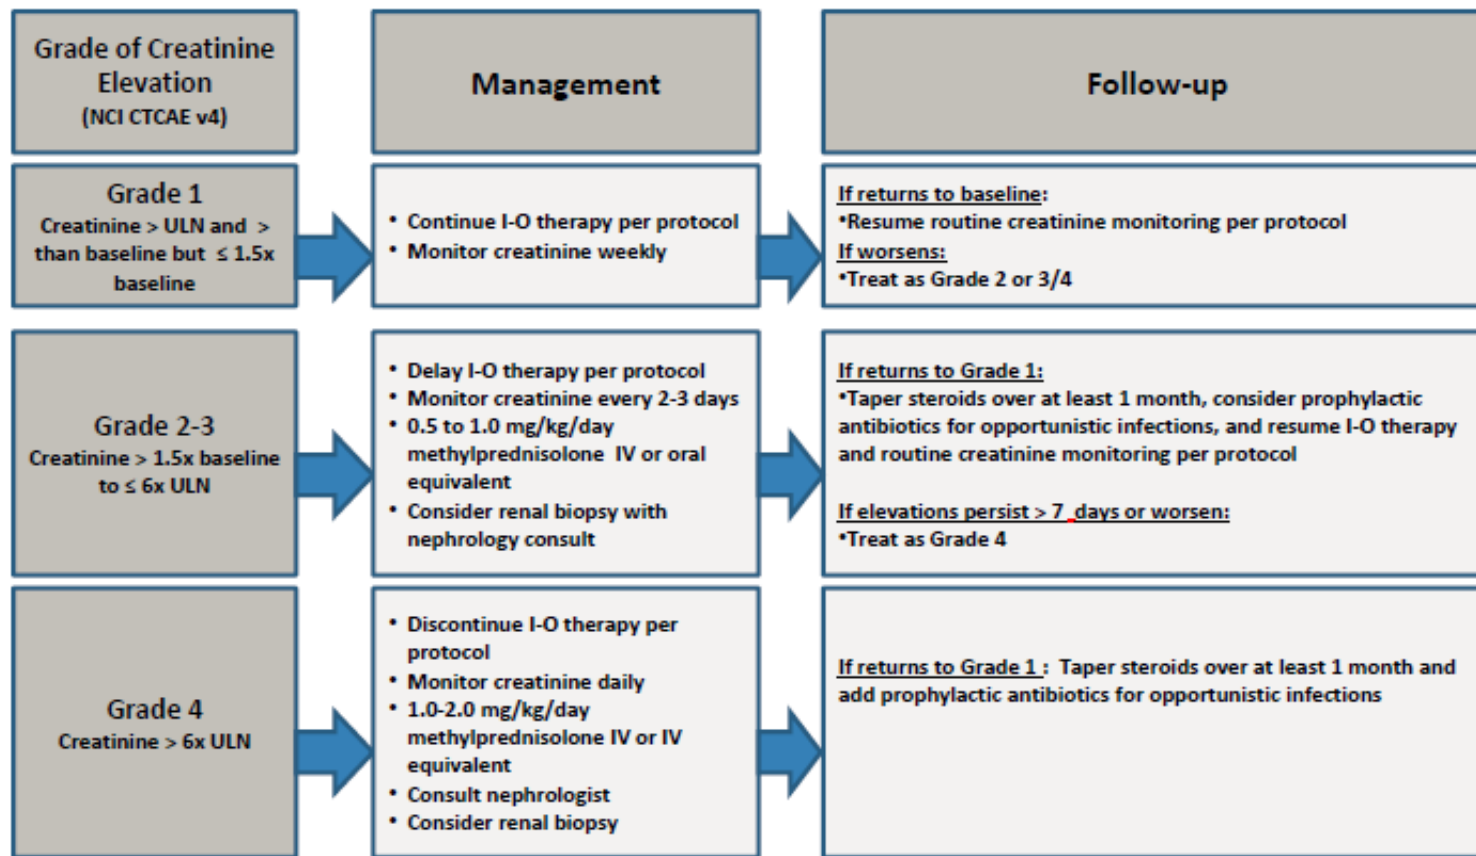 Grade of Creatinine
Elevation
(NCI CTCAE v4)
Management
Follow-up
Grade 1
Creatinine > ULN and >
than baseline but ≤ 1.5x
baseline
• Continue I-O therapy per protocol
• Monitor creatinine weekly
If returns to baseline:
•Resume routine creatinine monitoring per protocol
If worsens:
•Treat as Grade 2 or 3/4
Grade 2-3
Creatinine > 1.5x baseline
to ≤ 6x ULN
• Delay I-O therapy per protocol
• Monitor creatinine every 2-3 days
• 0.5 to 1.0 mg/kg/day
methylprednisolone IV or oral
equivalent
• Consider renal biopsy with
nephrology consult
If returns to Grade 1:
•Taper steroids over at least 1 month, consider prophylactic
antibiotics for opportunistic infections, and resume I-O therapy
and routine creatinine monitoring per protocol
If elevations persist > 7 days or worsen:
•Treat as Grade 4
Grade 4
Creatinine > 6x ULN
• Discontinue I-O therapy per
protocol
• Monitor creatinine daily
• 1.0-2.0 mg/kg/day
methylprednisolone IV or IV
equivalent
• Consult nephrologist
• Consider renal biopsy
If returns to Grade 1 : Taper steroids over at least 1 month and
add prophylactic antibiotics for opportunistic infections